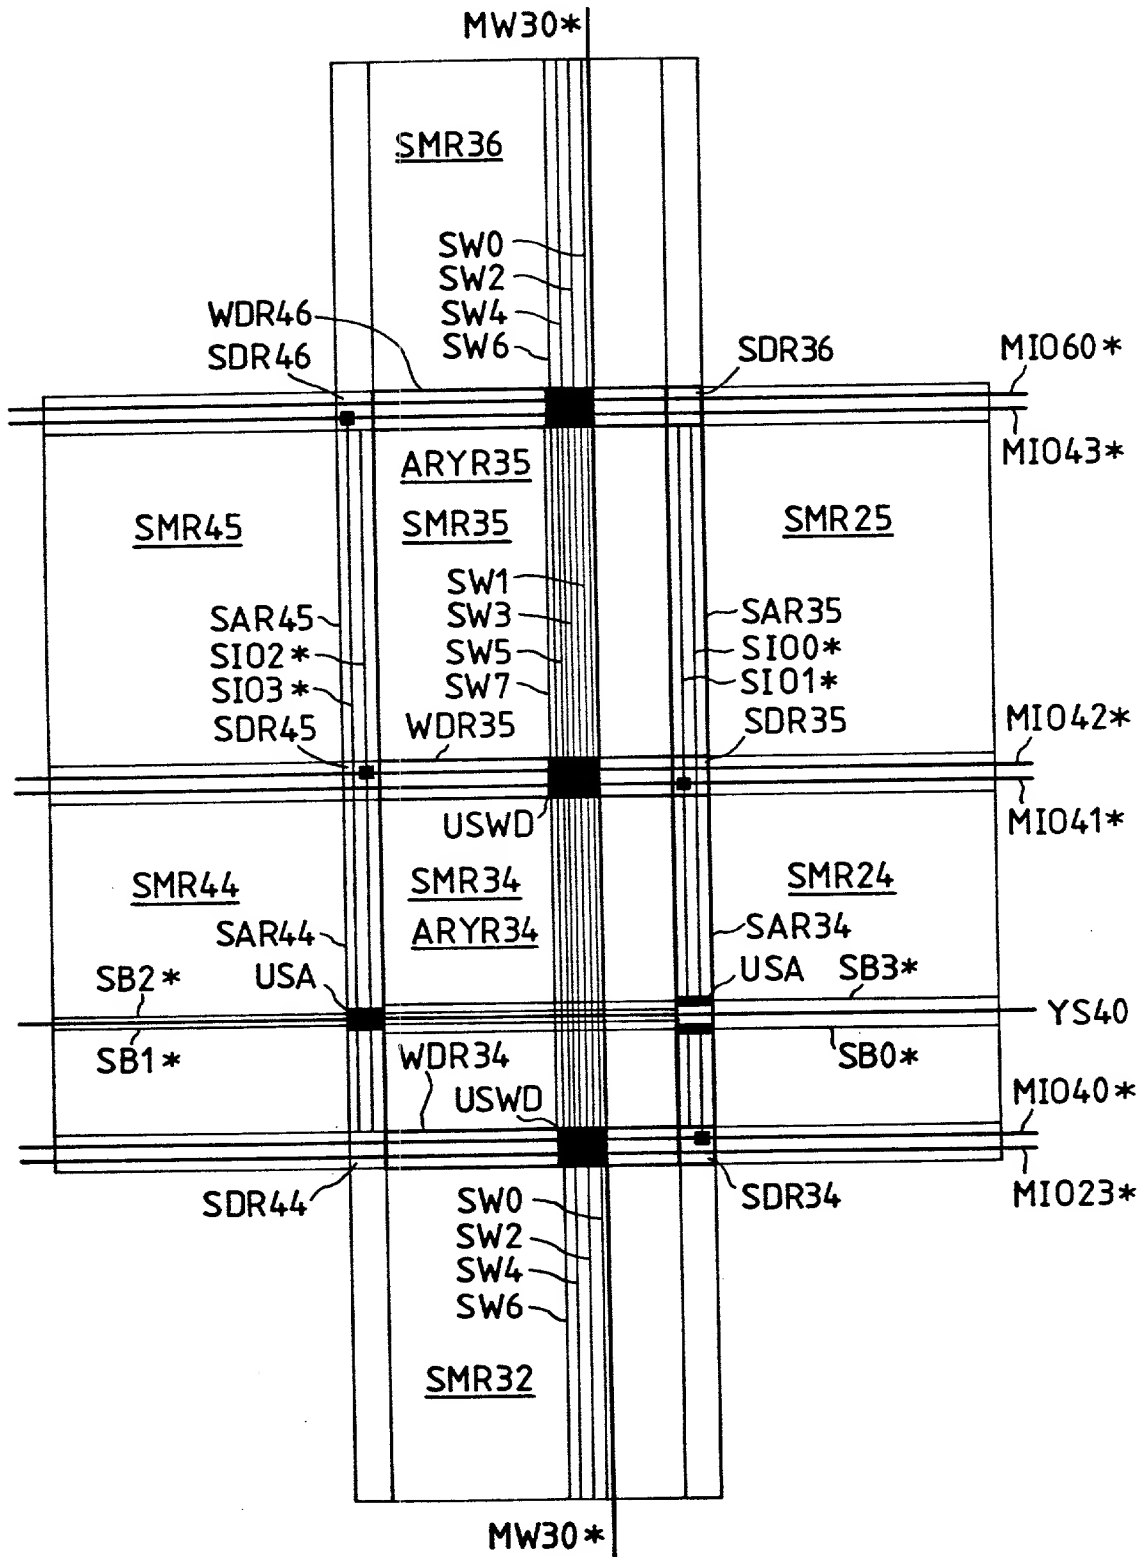 MW30*
SMR36
SW0
SW2
SW4
SW6
WDR46
SDR46
SDR36
MIO60*
MIO43*
ARYR35
SMR45
SMR35
SMR25
SW1
SW3
SW5
SW7
SAR45
SIO2*
SIO3*
SDR45
WDR35
SAR35
SIO0*
SIO1*
SDR35
MIO42*
MIO41*
USWD
SMR44
SMR34
ARYR34
SMR24
SAR44
USA
SAR34
USA
SB3*
SB2*
YS40
SB1*
WDR34
SB0*
USWD
MIO40*
MIO23*
SDR44
SW0
SW2
SW4
SW6
SDR34
SMR32
MW30*